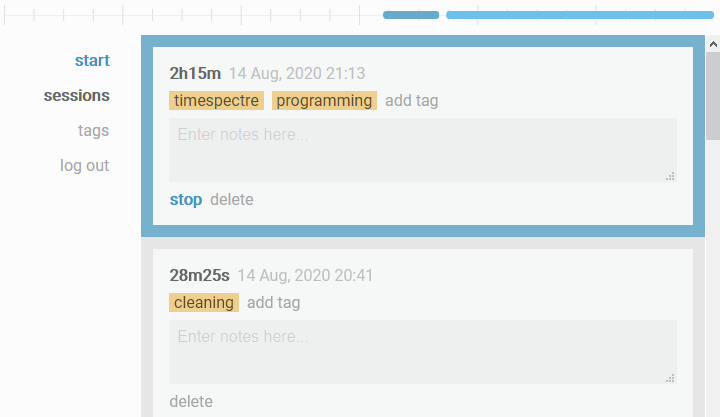 start
sessions
tags
log out
2h15m 14 Aug, 2020 21:13
timespectre programming add tag
Enter notes here...
stop delete
28m25s 14 Aug, 2020 20:41
cleaning add tag
Enter notes here...
delete